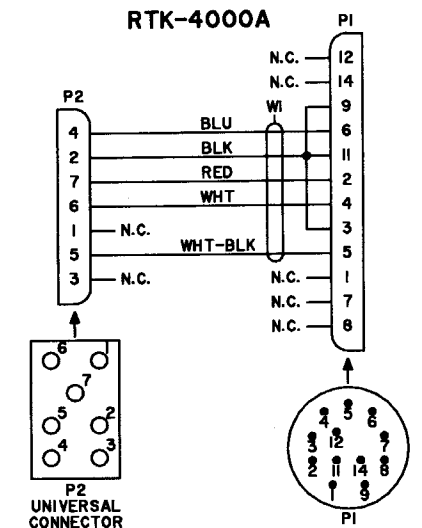 RTK-4000A
P1
N.C. 12
N.C. 14
P2
W1
9
4 BLU 6
2 BLK 11
7 RED 2
6 WHT 4
1 N.C. 3
5 WHT-BLK 5
3 N.C.
N.C. 1
N.C. 7
N.C. 8
6 1
7
5 2
4 3
P2
UNIVERSAL
CONNECTOR
5
4 6
3 12 7
2 11 14 8
1 9
P1